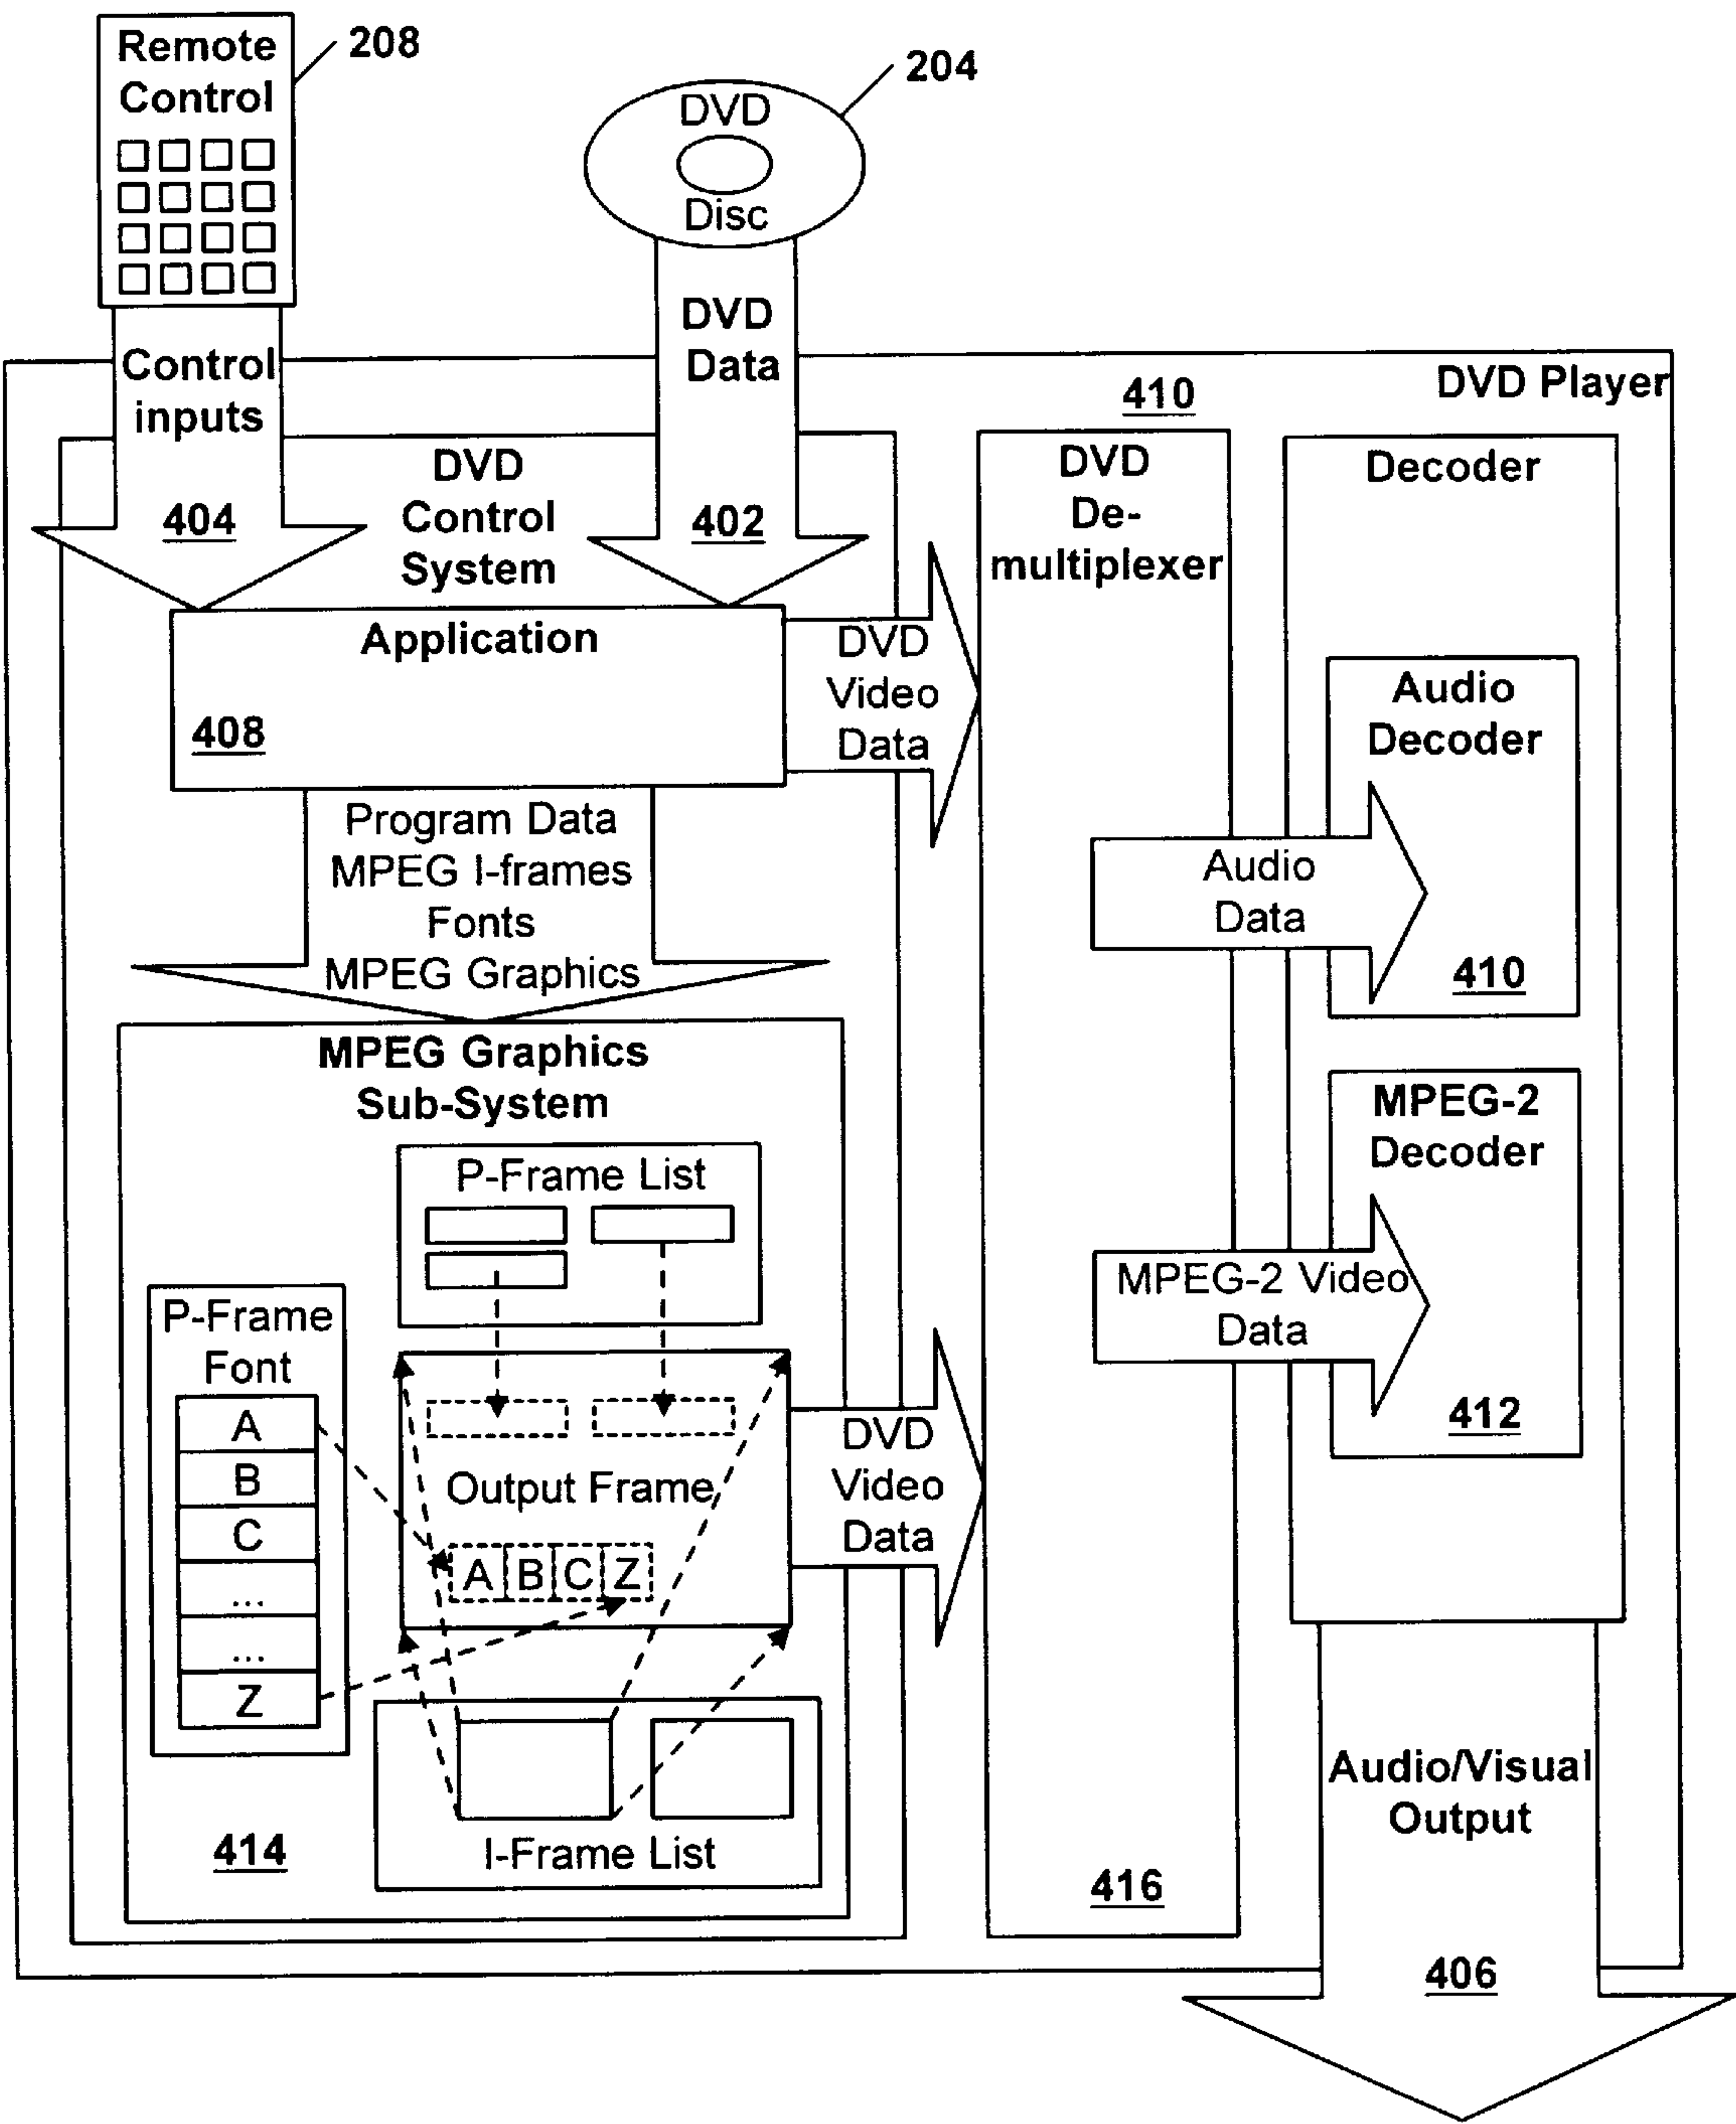 Remote
Control
208
204
DVD
Disc
DVD
Data
Control
inputs
404
402
410
DVD Player
DVD
Control
System
DVD
De-
multiplexer
Decoder
Application
408
DVD
Video
Data
Audio
Decoder
Audio
Data
410
Program Data
MPEG I-frames
Fonts
MPEG Graphics
MPEG Graphics
Sub-System
P-Frame List
P-Frame
Font
A
B
C
...
...
Z
Output Frame
A B C Z
I-Frame List
414
DVD
Video
Data
MPEG-2
Decoder
MPEG-2 Video
Data
412
416
Audio/Visual
Output
406